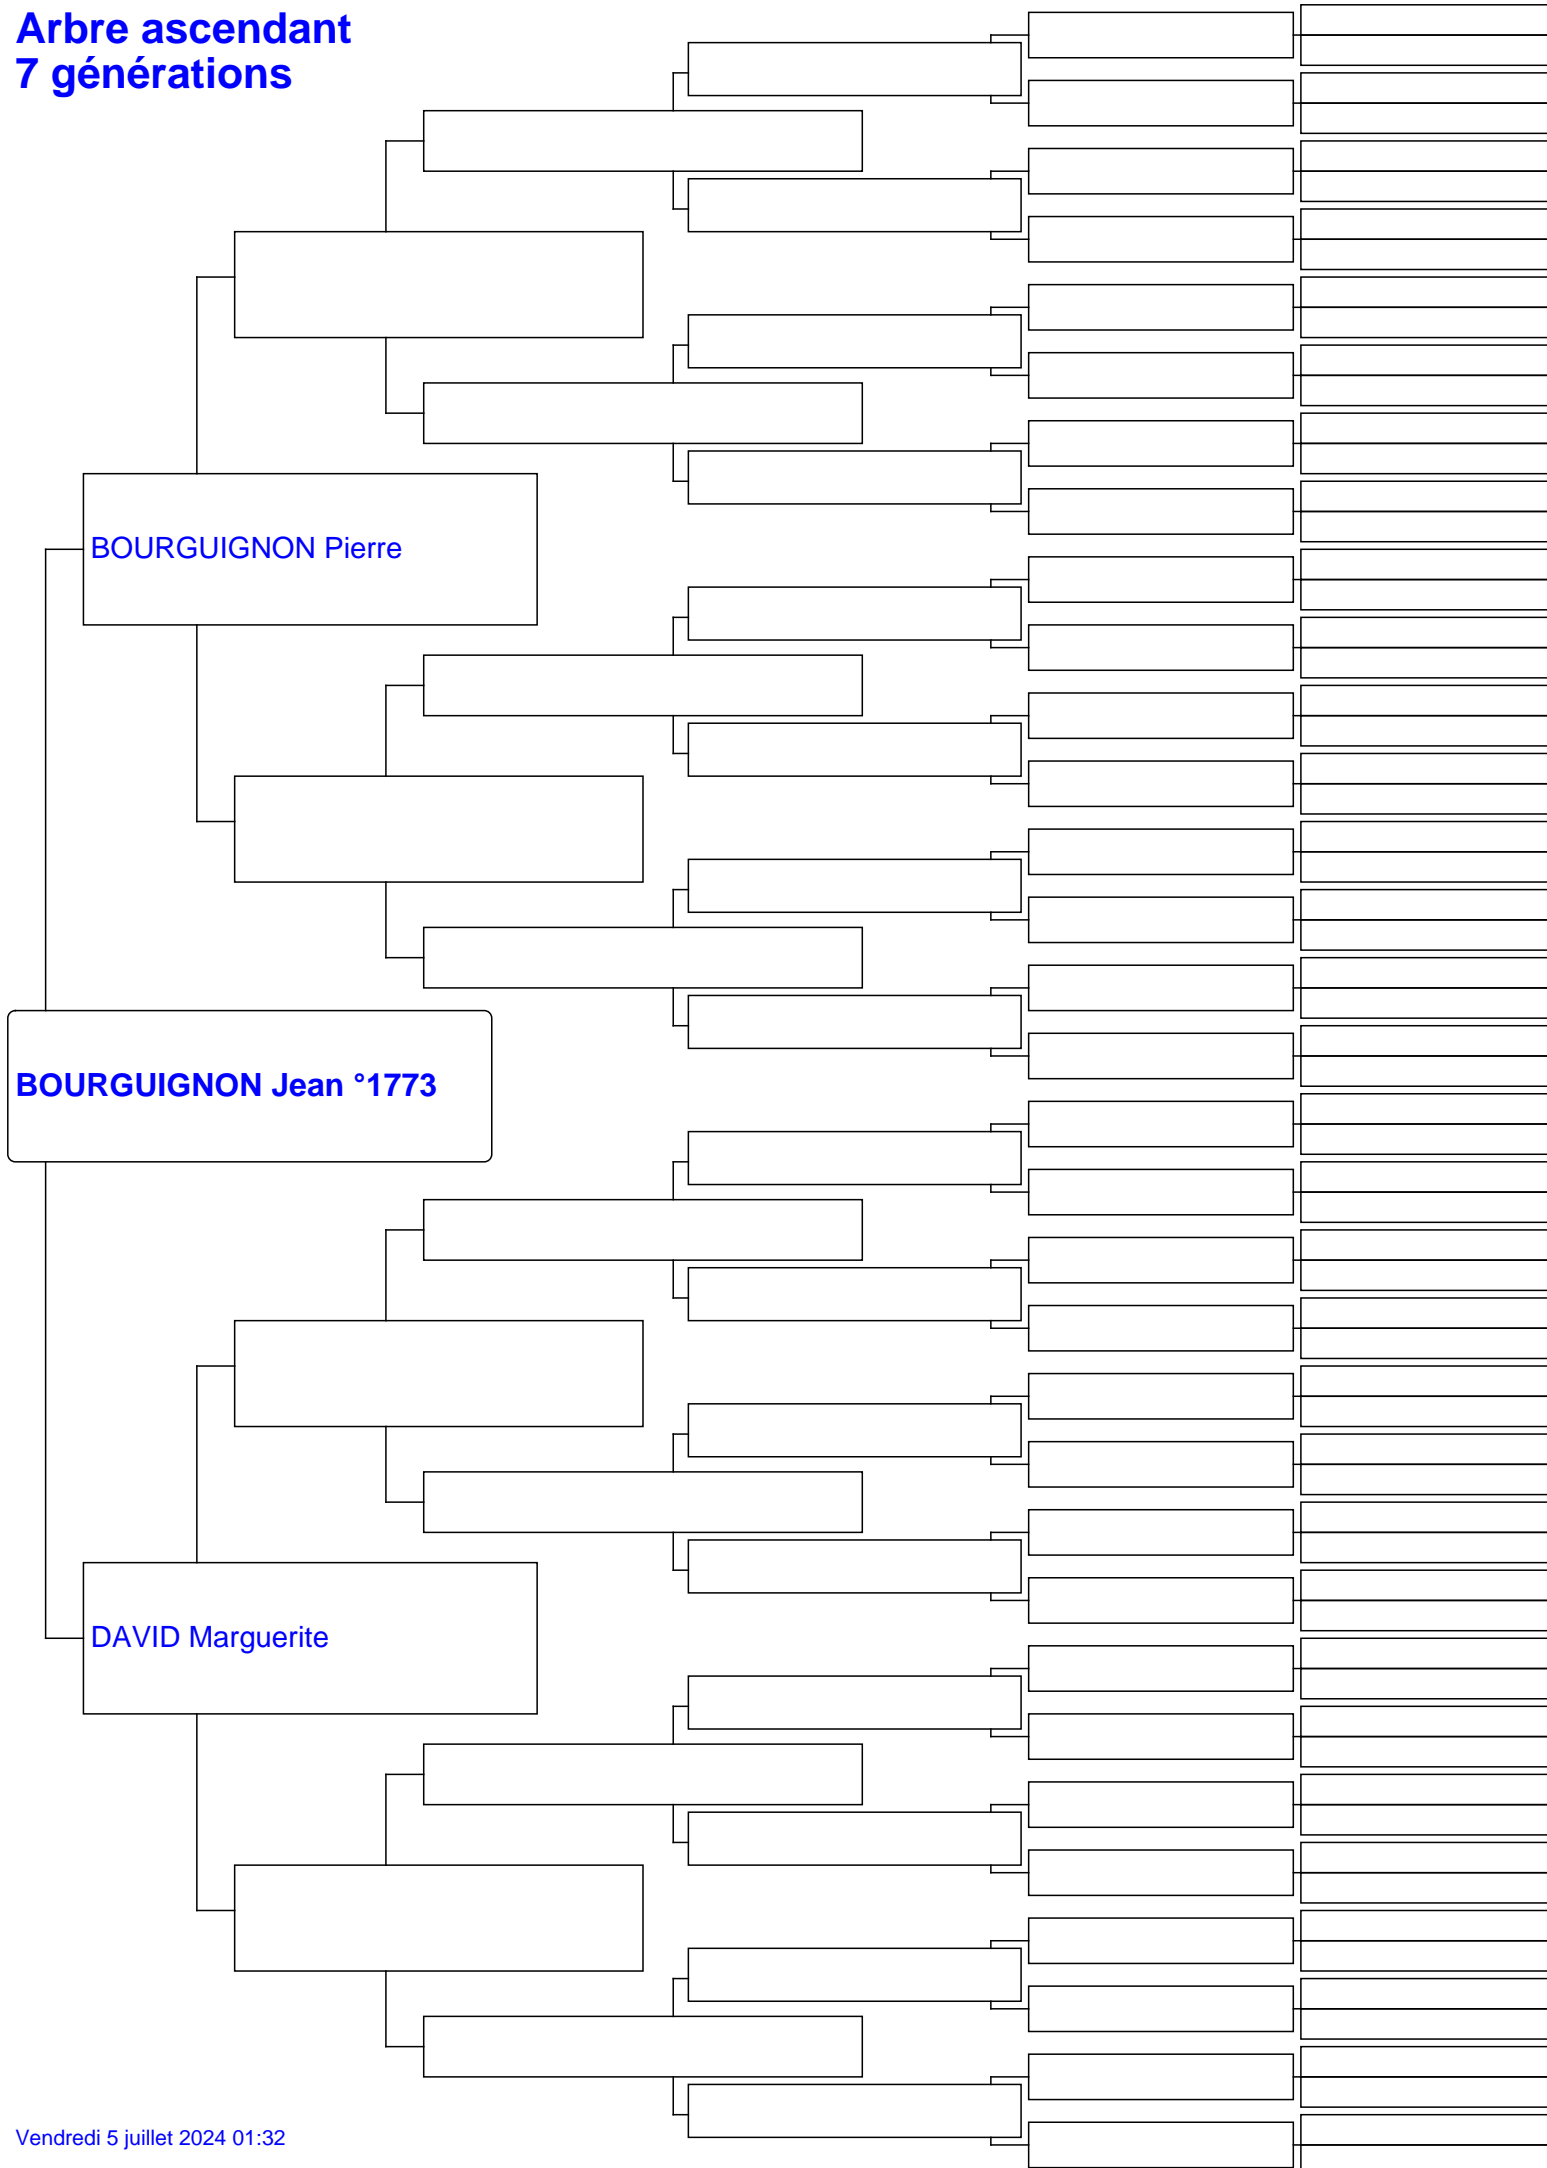 Arbre ascendant
7 générations
BOURGUIGNON Pierre
BOURGUIGNON Jean °1773
DAVID Marguerite
Vendredi 5 juillet 2024 01:32